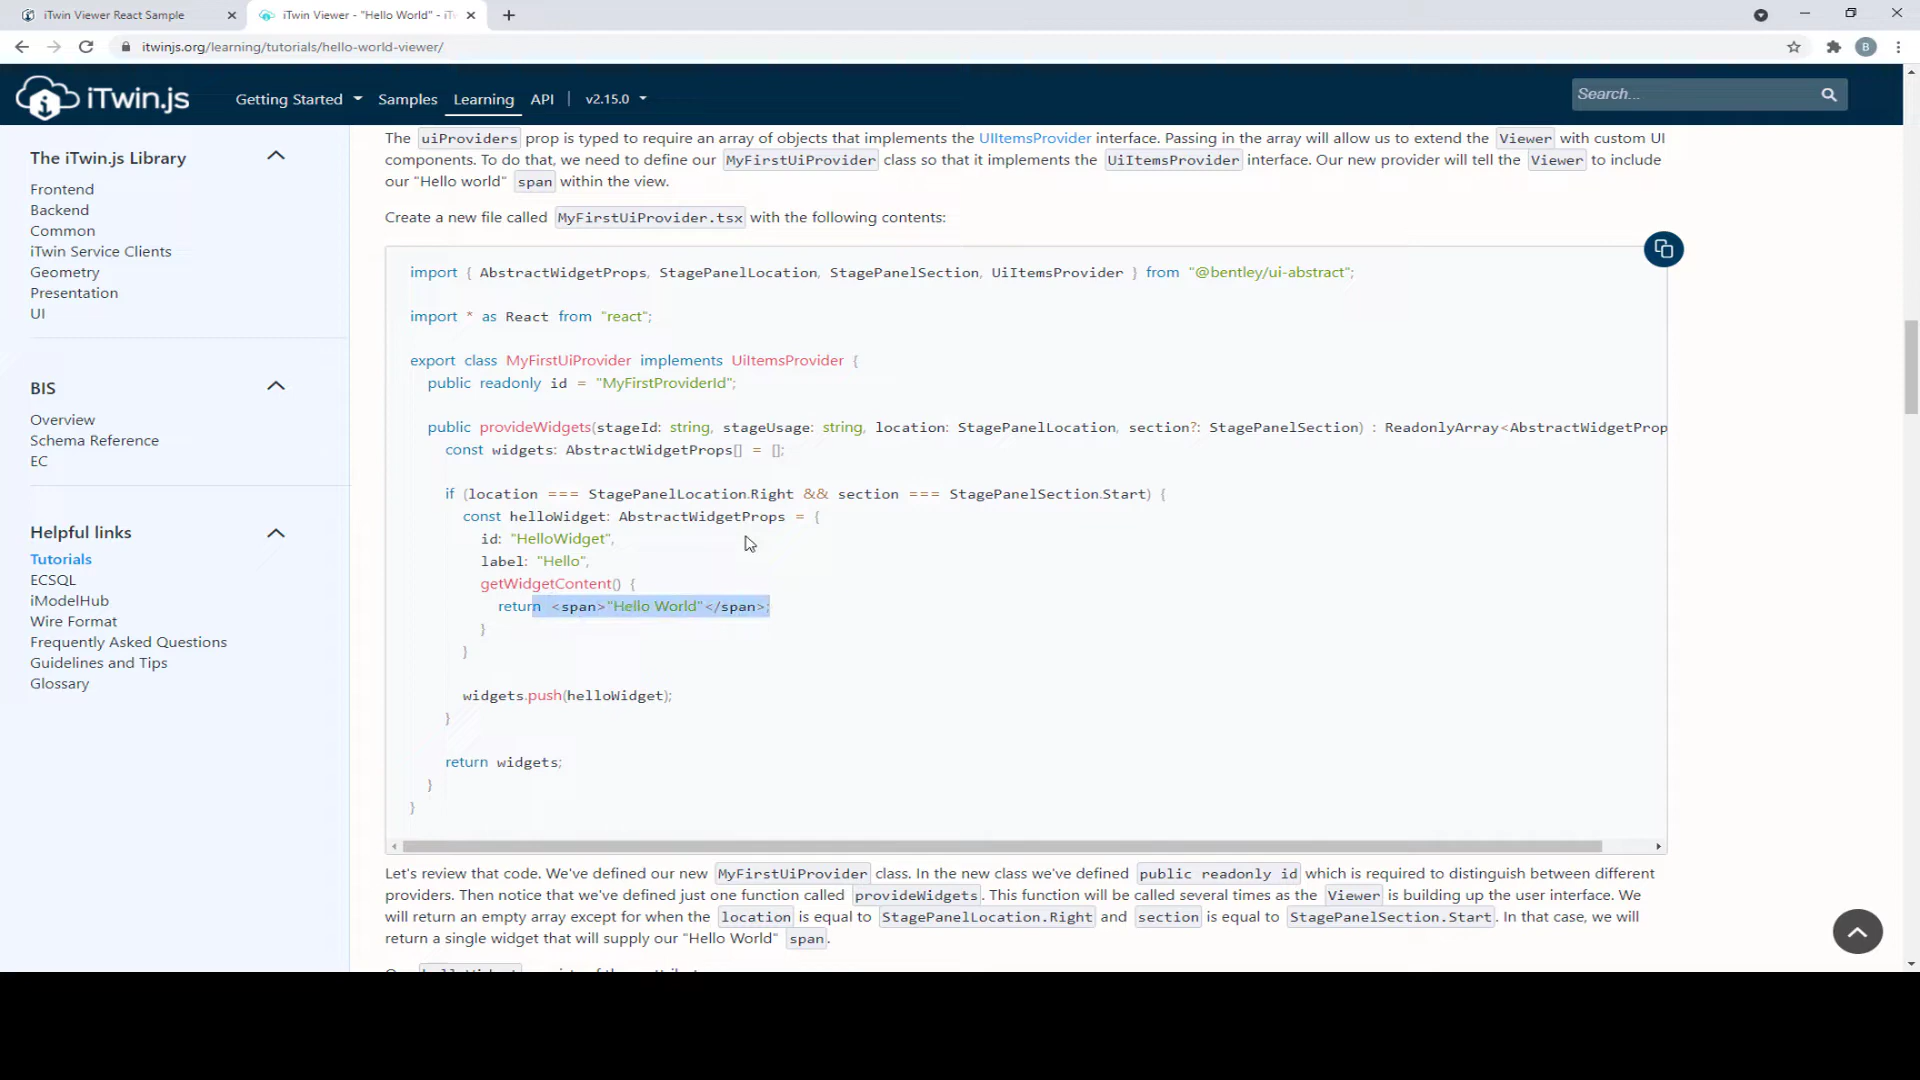 iTwin Viewer React Sample
iTwin Viewer - "Hello World" - iTw
itwinjs.org/learning/tutorials/hello-world-viewer/
B
iTwin.js
Getting Started
Samples
Learning
API
v2.15.0
Search...
The iTwin.js Library
Frontend
Backend
Common
iTwin Service Clients
Geometry
Presentation
UI
BIS
Overview
Schema Reference
EC
Helpful links
Tutorials
ECSQL
iModelHub
Wire Format
Frequently Asked Questions
Guidelines and Tips
Glossary
The uiProviders prop is typed to require an array of objects that implements the UIItemsProvider interface. Passing in the array will allow us to extend the Viewer with custom UI
components. To do that, we need to define our MyFirstUiProvider class so that it implements the UiItemsProvider interface. Our new provider will tell the Viewer to include
our "Hello world" span within the view.
Create a new file called MyFirstUiProvider.tsx with the following contents:
import { AbstractWidgetProps, StagePanelLocation, StagePanelSection, UiItemsProvider } from "@bentley/ui-abstract";
import * as React from "react";
export class MyFirstUiProvider implements UiItemsProvider {
public readonly id = "MyFirstProviderId";
public provideWidgets(stageId: string, stageUsage: string, location: StagePanelLocation, section?: StagePanelSection) : ReadonlyArray<AbstractWidgetProp
const widgets: AbstractWidgetProps[] = [];
if (location === StagePanelLocation.Right && section === StagePanelSection.Start) {
const helloWidget: AbstractWidgetProps = {
id: "HelloWidget",
label: "Hello",
getWidgetContent() {
return <span>"Hello World"</span>;
}
}
widgets.push(helloWidget);
}
return widgets;
}
}
Let's review that code. We've defined our new MyFirstUiProvider class. In the new class we've defined public readonly id which is required to distinguish between different
providers. Then notice that we've defined just one function called provideWidgets. This function will be called several times as the Viewer is building up the user interface. We
will return an empty array except for when the location is equal to StagePanelLocation.Right and section is equal to StagePanelSection.Start. In that case, we will
return a single widget that will supply our "Hello World" span.